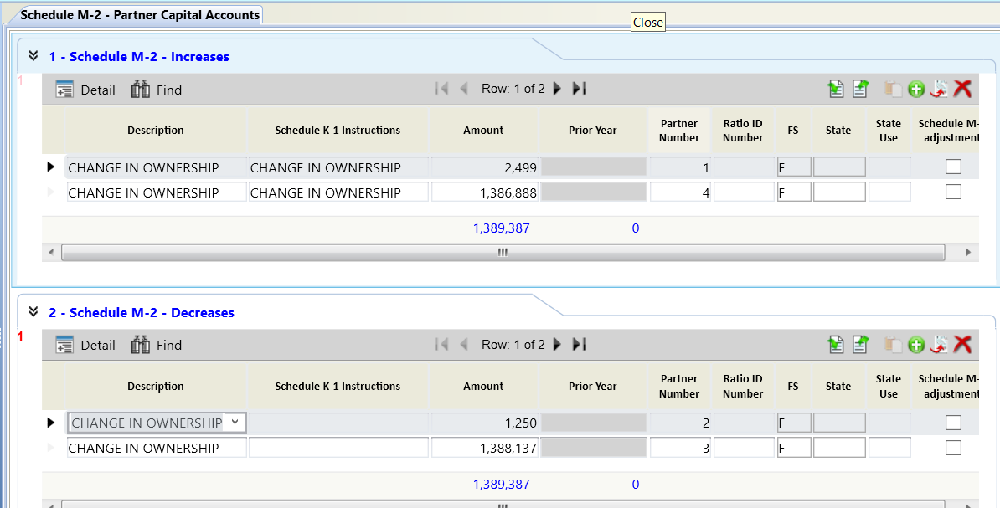 Schedule M-2 - Partner Capital Accounts
Close
1 - Schedule M-2 - Increases
1
Detail Find Row: 1 of 2
Description Schedule K-1 Instructions Amount Prior Year Partner Number Ratio ID Number FS State State Use Schedule M- adjustment
CHANGE IN OWNERSHIP CHANGE IN OWNERSHIP 2,499 1 F
CHANGE IN OWNERSHIP CHANGE IN OWNERSHIP 1,386,888 4 F
1,389,387 0
2 - Schedule M-2 - Decreases
1
Detail Find Row: 1 of 2
Description Schedule K-1 Instructions Amount Prior Year Partner Number Ratio ID Number FS State State Use Schedule M- adjustment
CHANGE IN OWNERSHIP 1,250 2 F
CHANGE IN OWNERSHIP 1,388,137 3 F
1,389,387 0